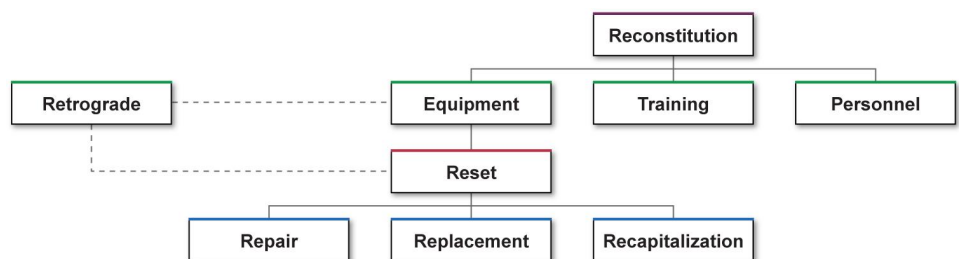 Reconstitution
Retrograde
Equipment
Training
Personnel
Reset
Repair
Replacement
Recapitalization